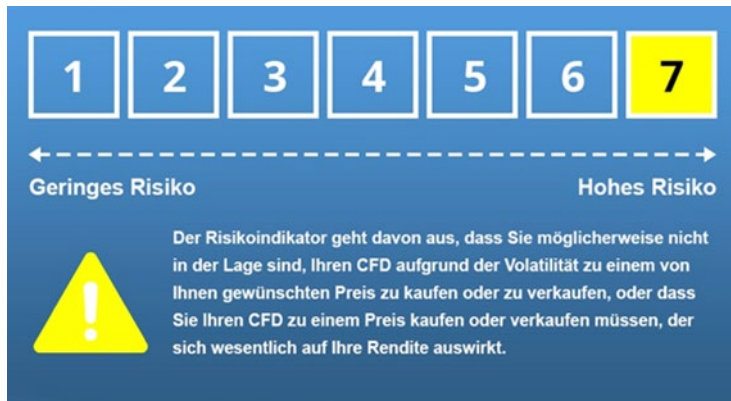 1 2 3 4 5 6 7
Geringes Risiko Hohes Risiko
Der Risikoindikator geht davon aus, dass Sie möglicherweise nicht
in der Lage sind, Ihren CFD aufgrund der Volatilität zu einem von
Ihnen gewünschten Preis zu kaufen oder zu verkaufen, oder dass
Sie Ihren CFD zu einem Preis kaufen oder verkaufen müssen, der
sich wesentlich auf Ihre Rendite auswirkt.